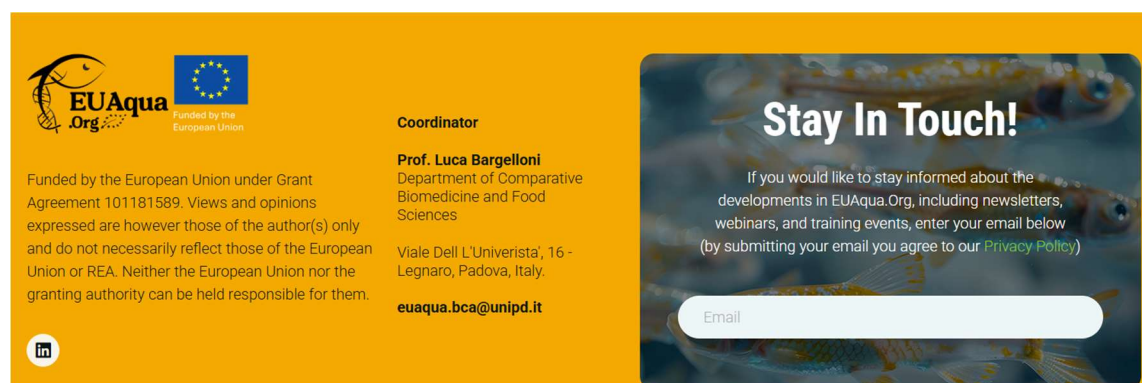 EUAqua
.Org
Funded by the
European Union
Funded by the European Union under Grant
Agreement 101181589. Views and opinions
expressed are however those of the author(s) only
and do not necessarily reflect those of the European
Union or REA. Neither the European Union nor the
granting authority can be held responsible for them.
in
Coordinator
Prof. Luca Bargelloni
Department of Comparative
Biomedicine and Food
Sciences
Viale Dell L'Univerista', 16 -
Legnaro, Padova, Italy.
euaqua.bca@unipd.it
Stay In Touch!
If you would like to stay informed about the
developments in EUAqua.Org, including newsletters,
webinars, and training events, enter your email below
(by submitting your email you agree to our Privacy Policy)
Email